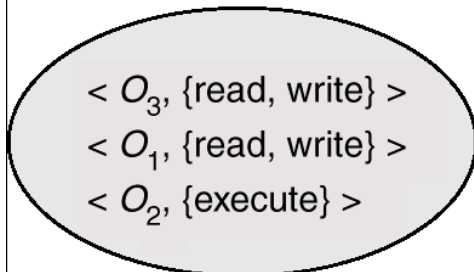 < O₃, {read, write} >
< O₁, {read, write} >
< O₂, {execute} >